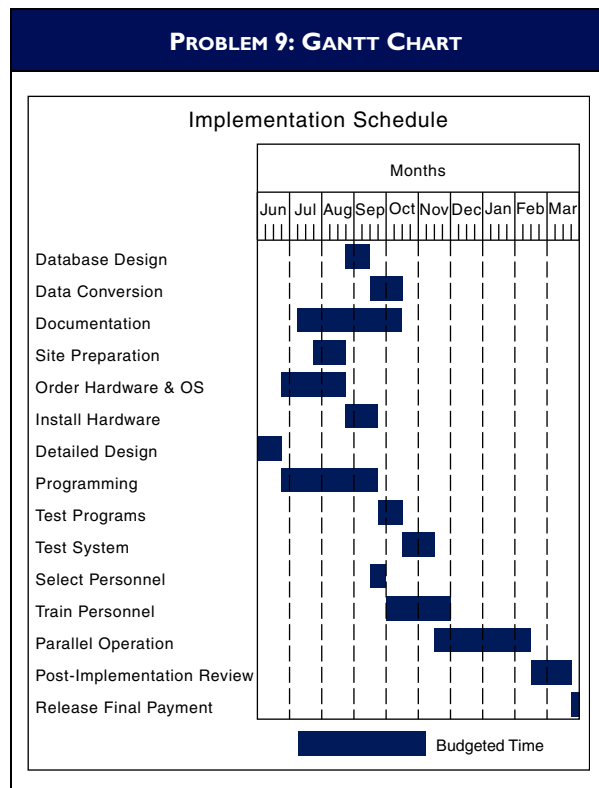 PROBLEM 9: GANTT CHART
Implementation Schedule
Months
Jun Jul Aug Sep Oct Nov Dec Jan Feb Mar
Database Design
Data Conversion
Documentation
Site Preparation
Order Hardware & OS
Install Hardware
Detailed Design
Programming
Test Programs
Test System
Select Personnel
Train Personnel
Parallel Operation
Post-Implementation Review
Release Final Payment
Budgeted Time